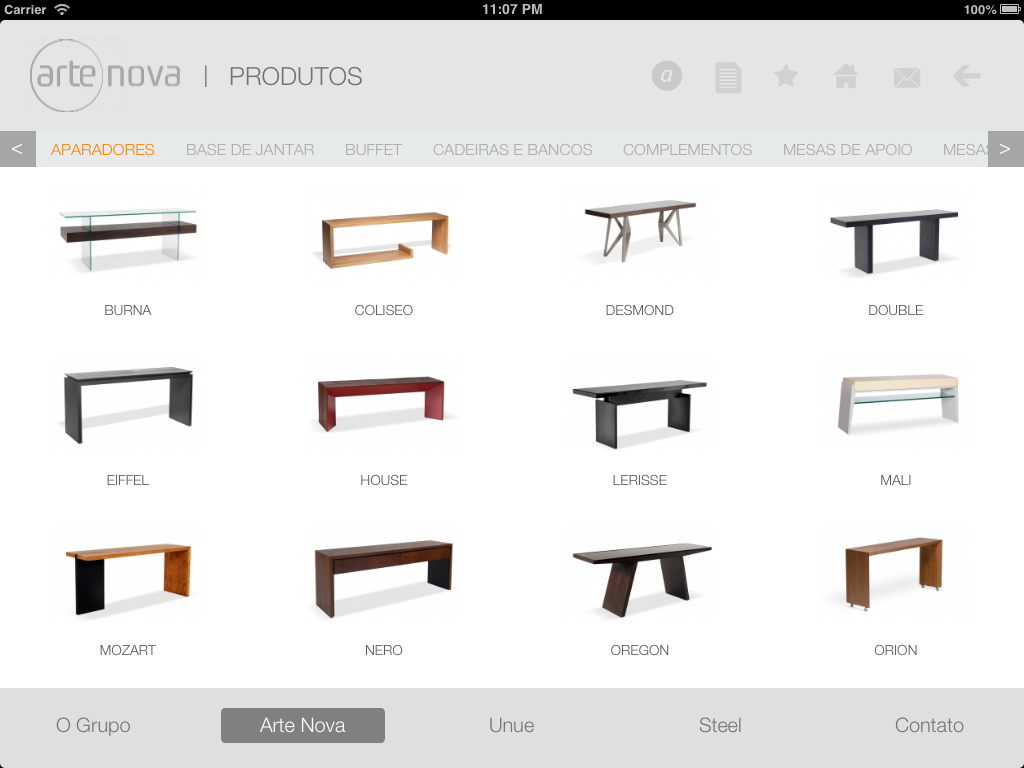 Carrier 11:07 PM 100%
arte nova | PRODUTOS
a
< APARADORES BASE DE JANTAR BUFFET CADEIRAS E BANCOS COMPLEMENTOS MESAS DE APOIO MESAS >
BURNA COLISEO DESMOND DOUBLE
EIFFEL HOUSE LERISSE MALI
MOZART NERO OREGON ORION
O Grupo Arte Nova Unue Steel Contato